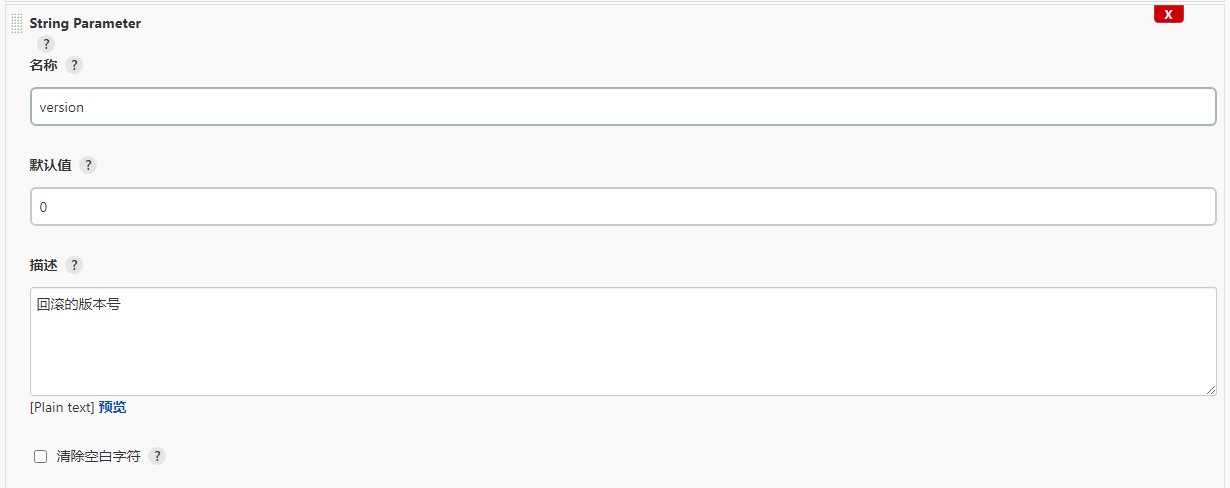 String Parameter
X
?
名称 ?
version
默认值 ?
0
描述 ?
回滚的版本号
[Plain text] 预览
清除空白字符 ?